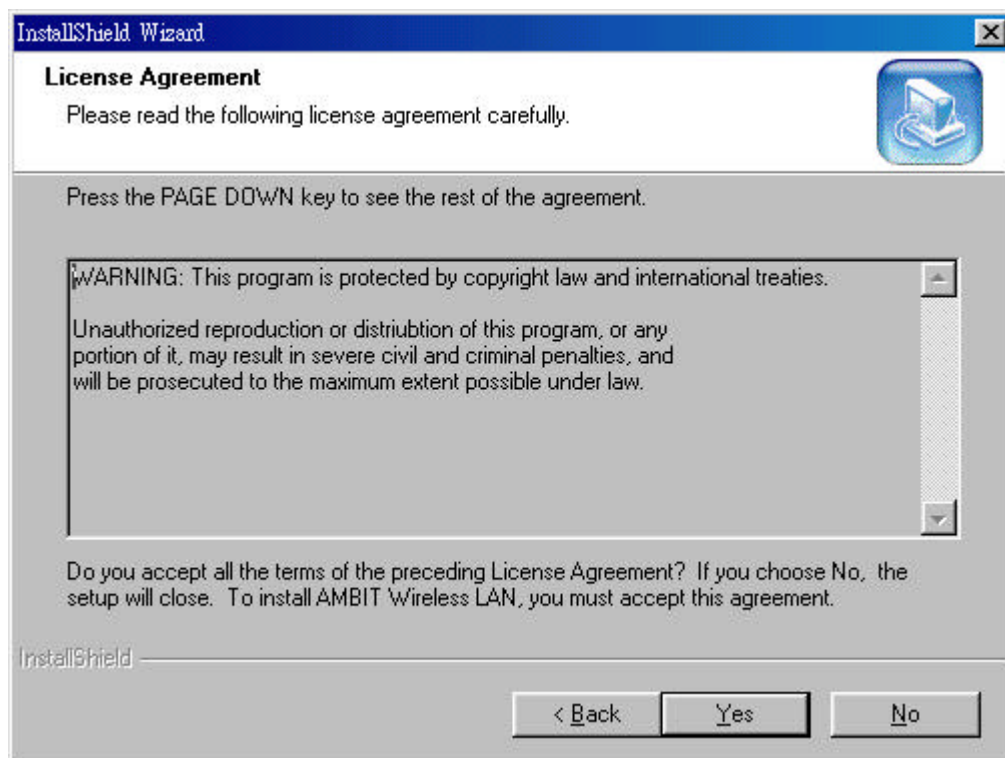 InstallShield Wizard
License Agreement
Please read the following license agreement carefully.
Press the PAGE DOWN key to see the rest of the agreement.
WARNING: This program is protected by copyright law and international treaties.
Unauthorized reproduction or distriubtion of this program, or any
portion of it, may result in severe civil and criminal penalties, and
will be prosecuted to the maximum extent possible under law.
Do you accept all the terms of the preceding License Agreement?  If you choose No,  the
setup will close.  To install AMBIT Wireless LAN, you must accept this agreement.
InstallShield
< Back
Yes
No